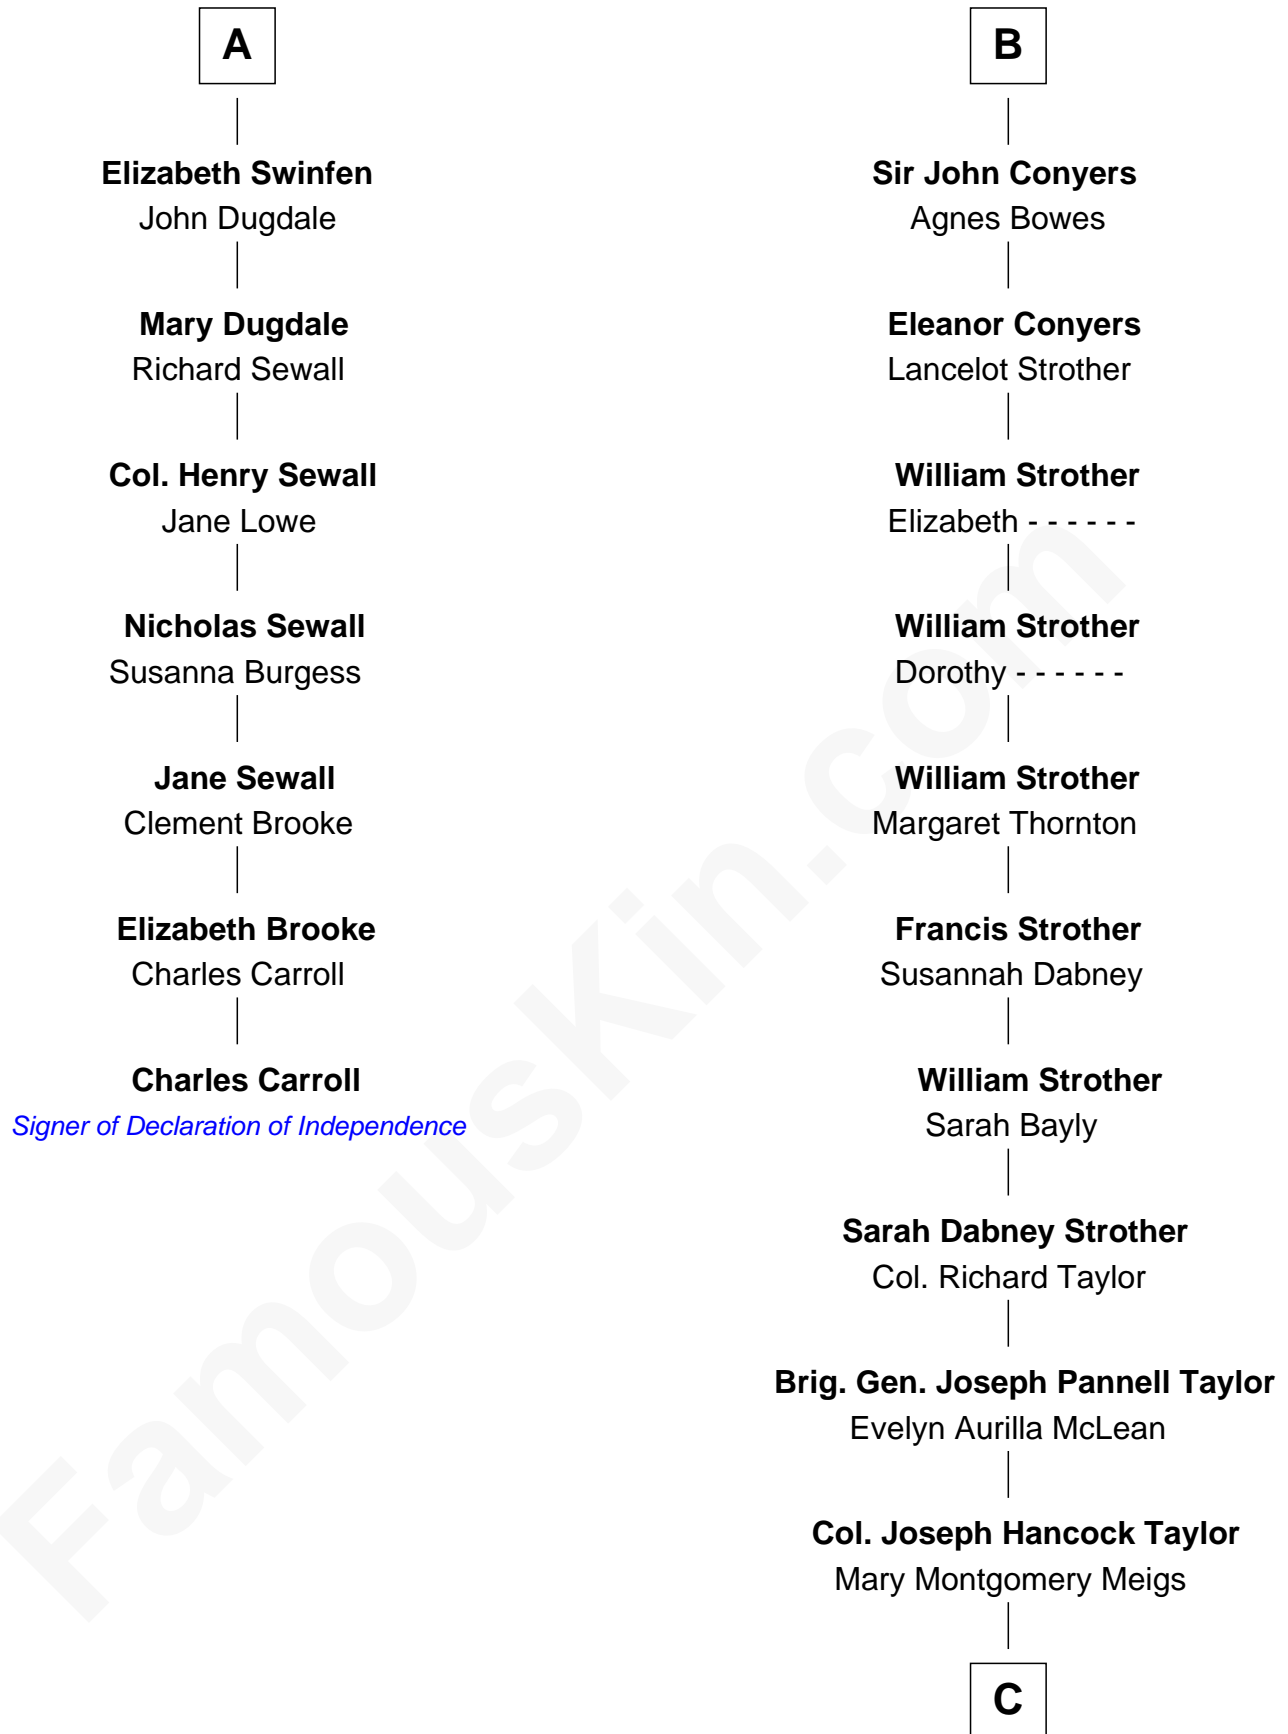 A
Elizabeth Swinfen
John Dugdale
Mary Dugdale
Richard Sewall
Col. Henry Sewall
Jane Lowe
Nicholas Sewall
Susanna Burgess
Jane Sewall
Clement Brooke
Elizabeth Brooke
Charles Carroll
Charles Carroll
Signer of Declaration of Independence
B
Sir John Conyers
Agnes Bowes
Eleanor Conyers
Lancelot Strother
William Strother
Elizabeth - - - - - -
William Strother
Dorothy - - - - - -
William Strother
Margaret Thornton
Francis Strother
Susannah Dabney
William Strother
Sarah Bayly
Sarah Dabney Strother
Col. Richard Taylor
Brig. Gen. Joseph Pannell Taylor
Evelyn Aurilla McLean
Col. Joseph Hancock Taylor
Mary Montgomery Meigs
C
FamousKin.com